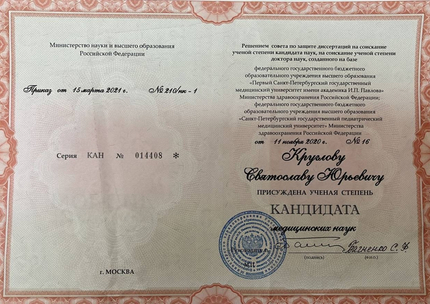 Министерство науки и высшего образования
Российской Федерации
Приказ от 15 марта 2021 г. № 210/нк - 1
Серия КАН № 014408 *
г. МОСКВА
Решением совета по защите диссертаций на соискание
ученой степени кандидата наук, на соискание ученой степени
доктора наук, созданного на базе
федерального государственного бюджетного
образовательного учреждения высшего образования
«Первый Санкт-Петербургский государственный
медицинский университет имени академика И.П. Павлова»
Министерства здравоохранения Российской Федерации;
федерального государственного бюджетного
образовательного учреждения высшего образования
«Санкт-Петербургский государственный педиатрический
медицинский университет» Министерства
здравоохранения Российской Федерации
от 11 ноября 2020 г. № 16
Круглову
Святославу Юрьевичу
ПРИСУЖДЕНА УЧЕНАЯ СТЕПЕНЬ
КАНДИДАТА
медицинских наук